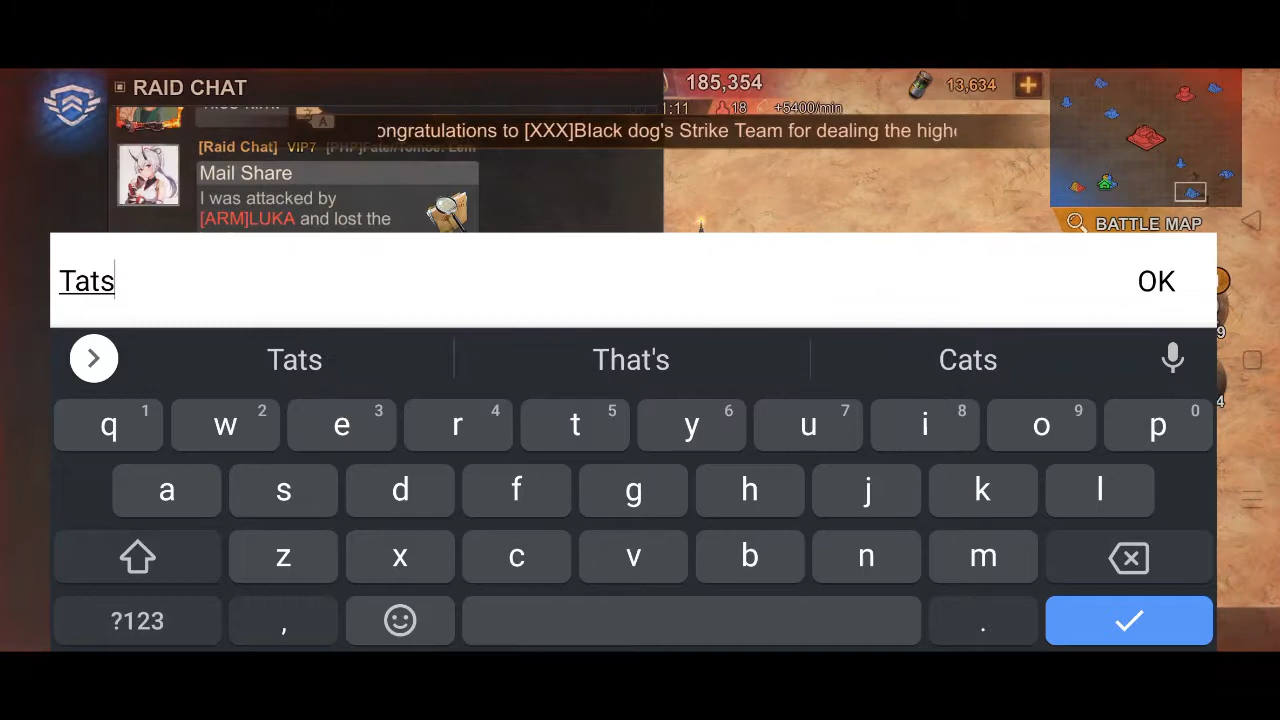 RAID CHAT
185,354
13,634
1:11
18
+5400/min
A
ongratulations to [XXX]Black dog's Strike Team for dealing the high
[Raid Chat] VIP7
Mail Share
I was attacked by
[ARM]LUKA and lost the
BATTLE MAP
Tats
OK
9
4
Tats
That's
Cats
q 1 w 2 e 3 r 4 t 5 y 6 u 7 i 8 o 9 p 0
a s d f g h j k l
z x c v b n m
?123 , .